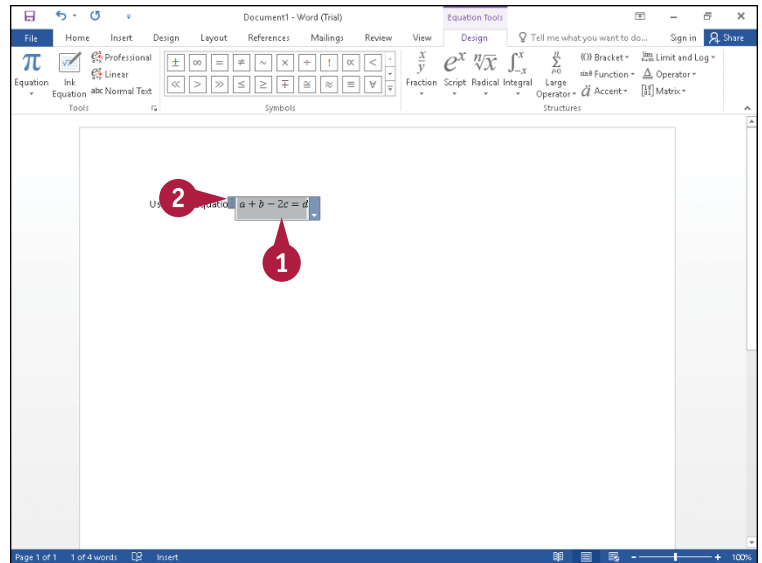 Document1 - Word (Trial)
Equation Tools
File Home Insert Design Layout References Mailings Review View Design Tell me what you want to do... Sign in Share
π Equation
Ink Equation
Professional
Linear
abc Normal Text
Tools
± ∞ = ≠ ~ × ÷ ! ∝ <
≪ > ≫ ≤ ≥ ∓ ≅ ≈ ≡ ∀
Symbols
x/y Fraction
eˣ Script
ⁿ√x Radical
Integral
Large Operator
{()} Bracket
sinθ Function
ä Accent
lim Limit and Log
Operator
Matrix
Structures
2
a + b − 2c = d
1
Page 1 of 1 1 of 4 words Insert 100%